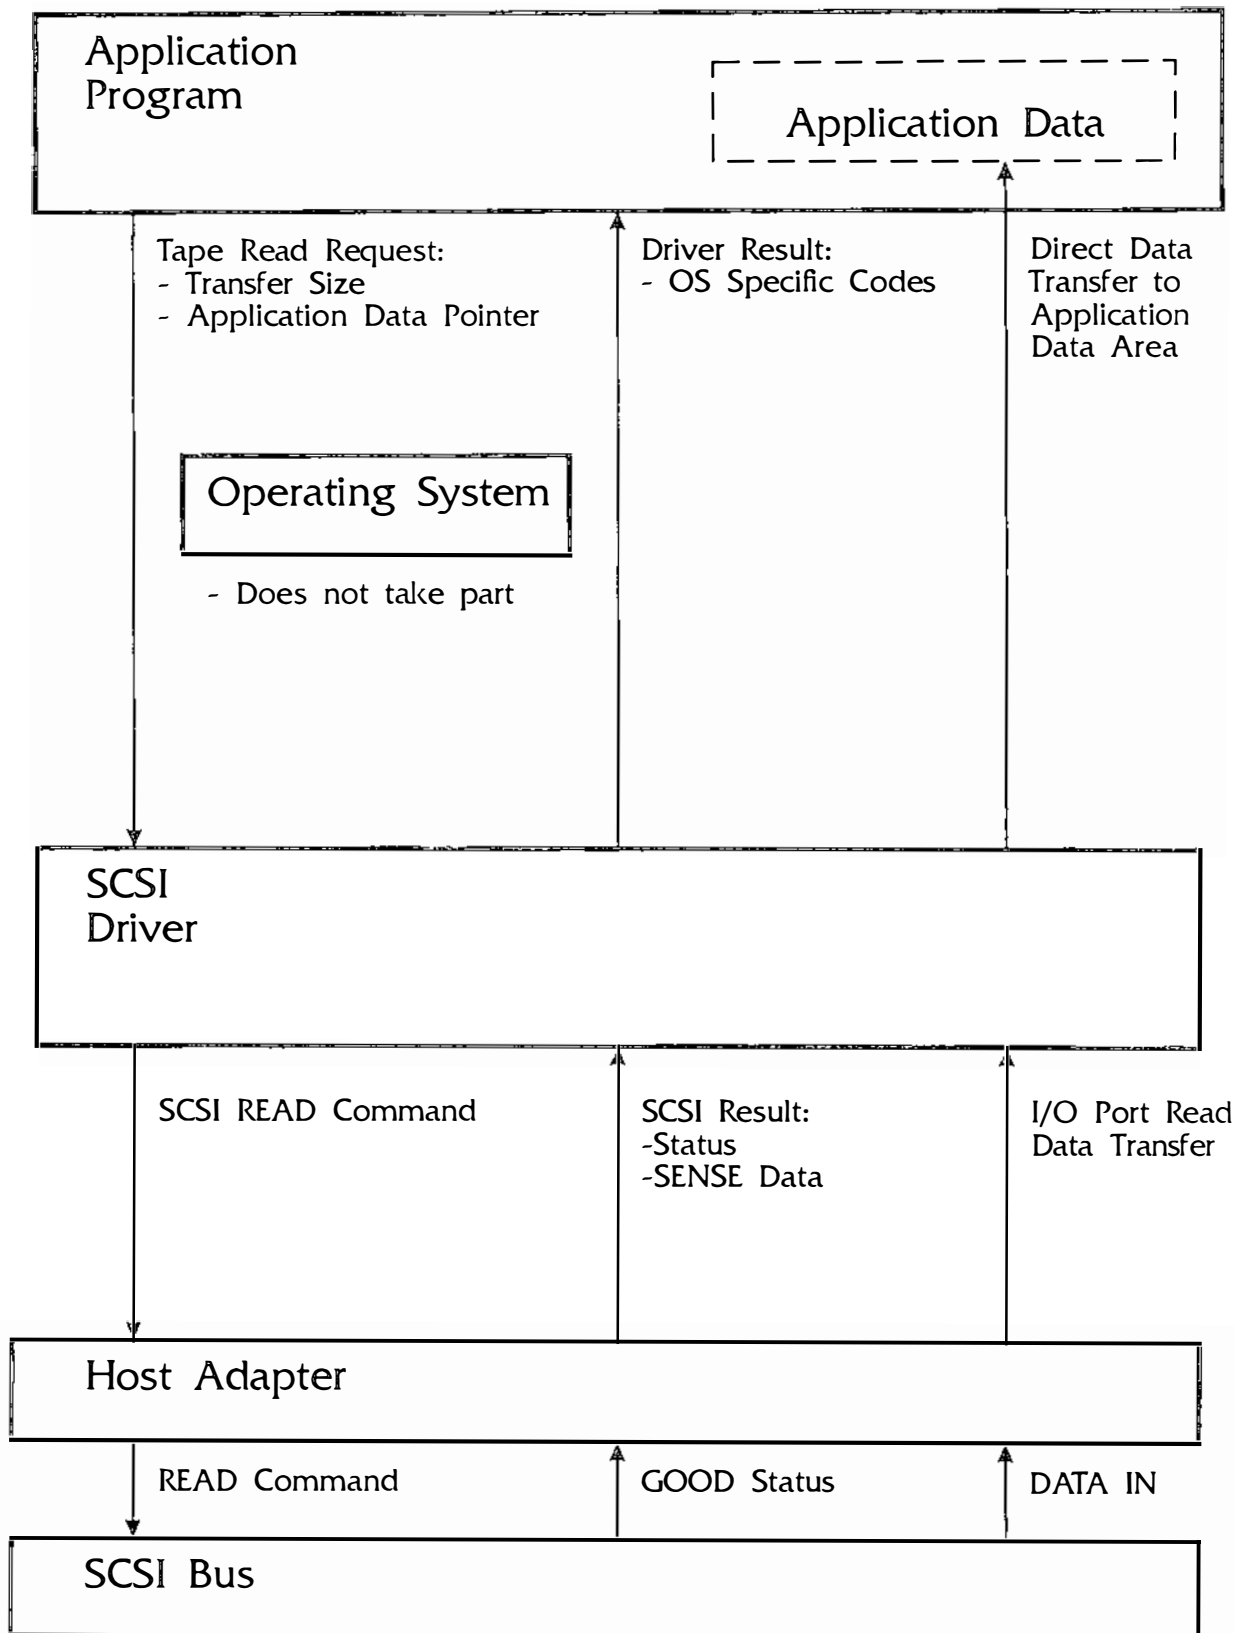 Application
Program
Application Data
Tape Read Request:
- Transfer Size
- Application Data Pointer
Driver Result:
- OS Specific Codes
Direct Data
Transfer to
Application
Data Area
Operating System
- Does not take part
SCSI
Driver
SCSI READ Command
SCSI Result:
-Status
-SENSE Data
I/O Port Read
Data Transfer
Host Adapter
READ Command
GOOD Status
DATA IN
SCSI Bus